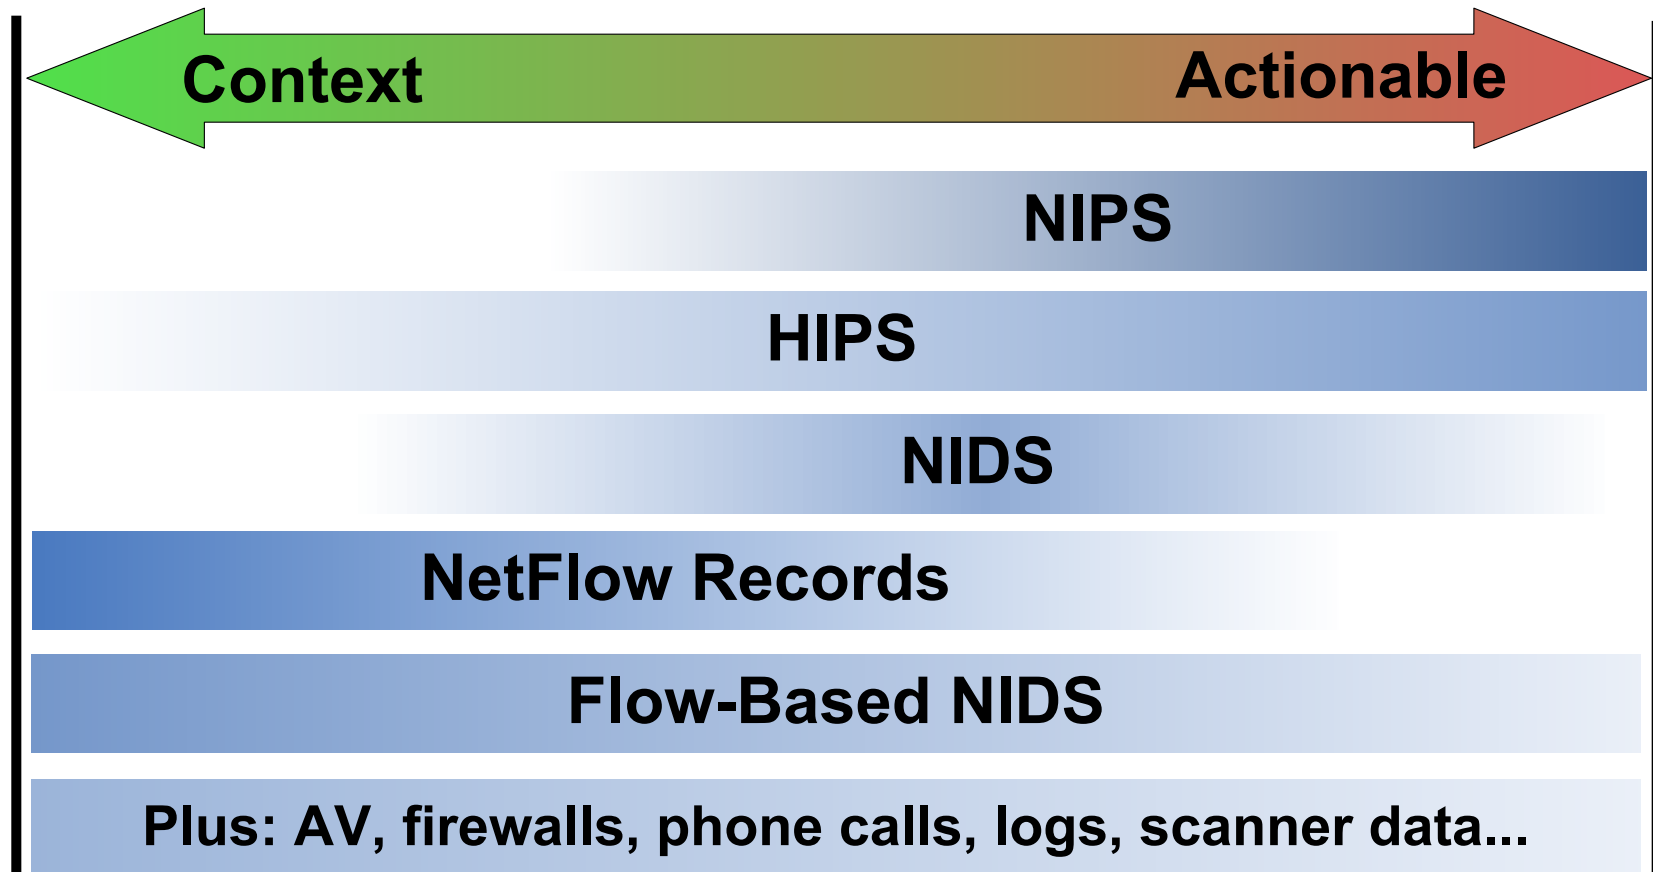 Context Actionable
NIPS
HIPS
NIDS
NetFlow Records
Flow-Based NIDS
Plus: AV, firewalls, phone calls, logs, scanner data...